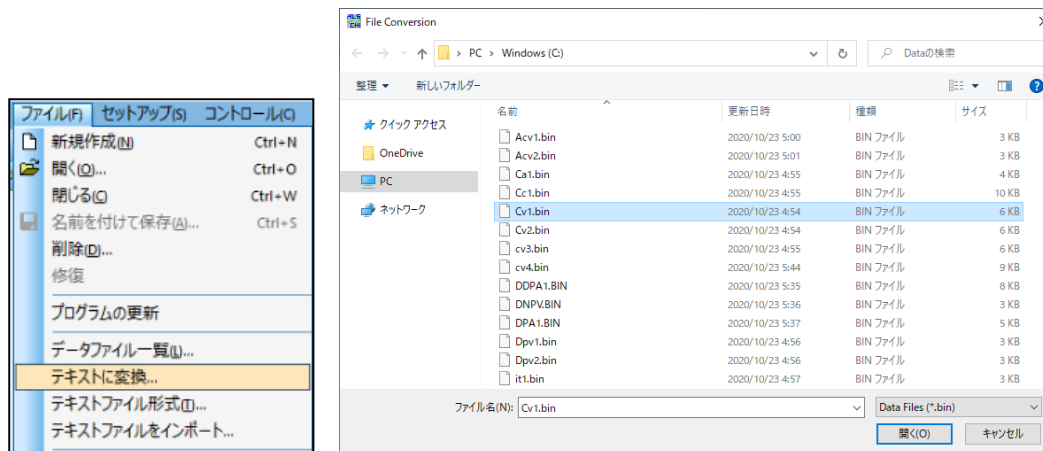 ファイル(F) セットアップ(S) コントロール(C)
新規作成(N) Ctrl+N
開く(O)... Ctrl+O
閉じる(C) Ctrl+W
名前を付けて保存(A)... Ctrl+S
削除(D)...
修復
プログラムの更新
データファイル一覧(L)...
テキストに変換...
テキストファイル形式(T)...
テキストファイルをインポート...
File Conversion
PC Windows (C:) Dataの検索
整理 新しいフォルダー
名前 更新日時 種類 サイズ
クイック アクセス
OneDrive
PC
ネットワーク
Acv1.bin 2020/10/23 5:00 BIN ファイル 3 KB
Acv2.bin 2020/10/23 5:01 BIN ファイル 3 KB
Ca1.bin 2020/10/23 4:55 BIN ファイル 4 KB
Cc1.bin 2020/10/23 4:55 BIN ファイル 10 KB
Cv1.bin 2020/10/23 4:54 BIN ファイル 6 KB
Cv2.bin 2020/10/23 4:54 BIN ファイル 6 KB
cv3.bin 2020/10/23 4:55 BIN ファイル 6 KB
cv4.bin 2020/10/23 5:44 BIN ファイル 9 KB
DDPA1.BIN 2020/10/23 5:35 BIN ファイル 8 KB
DNPV.BIN 2020/10/23 5:36 BIN ファイル 3 KB
DPA1.BIN 2020/10/23 5:37 BIN ファイル 5 KB
Dpv1.bin 2020/10/23 4:56 BIN ファイル 3 KB
Dpv2.bin 2020/10/23 4:56 BIN ファイル 3 KB
it1.bin 2020/10/23 4:57 BIN ファイル 3 KB
ファイル名(N): Cv1.bin Data Files (*.bin)
開く(O) キャンセル